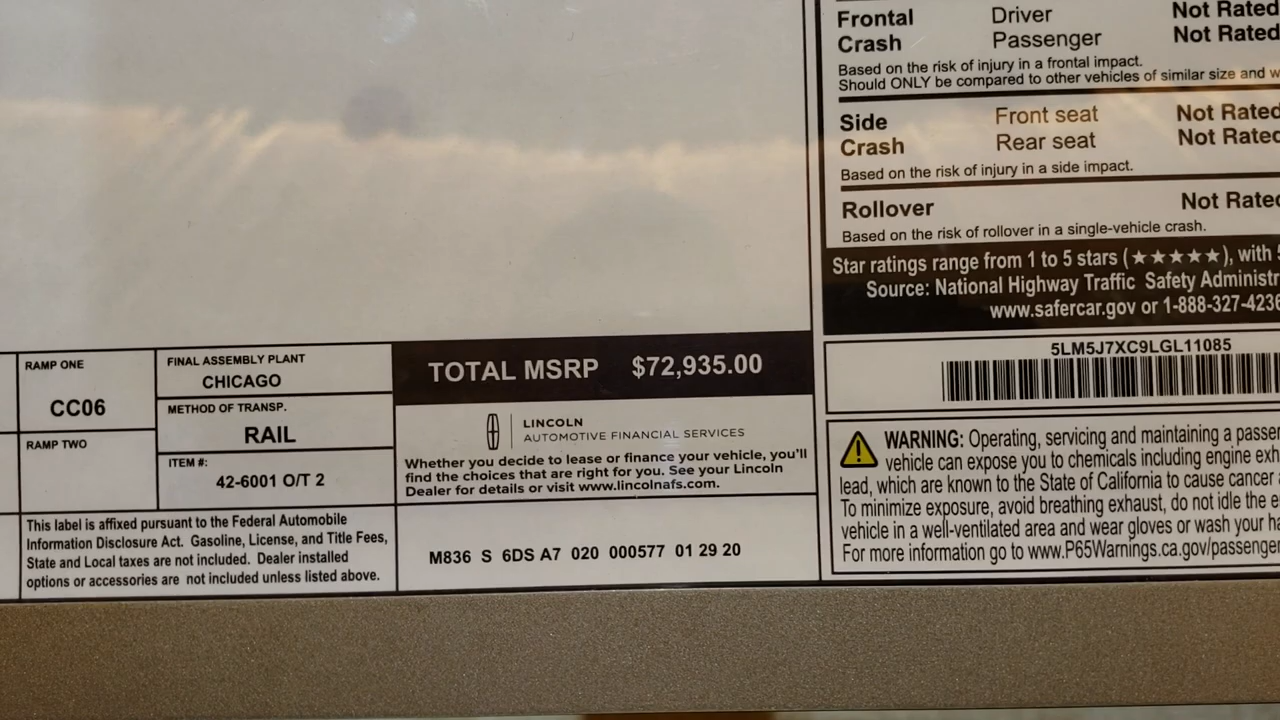 RAMP ONE
CC06
RAMP TWO
FINAL ASSEMBLY PLANT
CHICAGO
METHOD OF TRANSP.
RAIL
ITEM #:
42-6001 O/T 2
This label is affixed pursuant to the Federal Automobile
Information Disclosure Act. Gasoline, License, and Title Fees,
State and Local taxes are not included. Dealer installed
options or accessories are not included unless listed above.
TOTAL MSRP $72,935.00
LINCOLN
AUTOMOTIVE FINANCIAL SERVICES
Whether you decide to lease or finance your vehicle, you'll
find the choices that are right for you. See your Lincoln
Dealer for details or visit www.lincolnafs.com.
M836 S 6DS A7 020 000577 01 29 20
Frontal Driver Not Rated
Crash Passenger Not Rated
Based on the risk of injury in a frontal impact.
Should ONLY be compared to other vehicles of similar size and w
Side Front seat Not Rated
Crash Rear seat Not Rated
Based on the risk of injury in a side impact.
Rollover Not Rate
Based on the risk of rollover in a single-vehicle crash.
Star ratings range from 1 to 5 stars (★★★★★), with 5
Source: National Highway Traffic Safety Administr
www.safercar.gov or 1-888-327-4236
5LM5J7XC9LGL11085
WARNING: Operating, servicing and maintaining a passen
vehicle can expose you to chemicals including engine exh
lead, which are known to the State of California to cause cancer
To minimize exposure, avoid breathing exhaust, do not idle the e
vehicle in a well-ventilated area and wear gloves or wash your ha
For more information go to www.P65Warnings.ca.gov/passenger